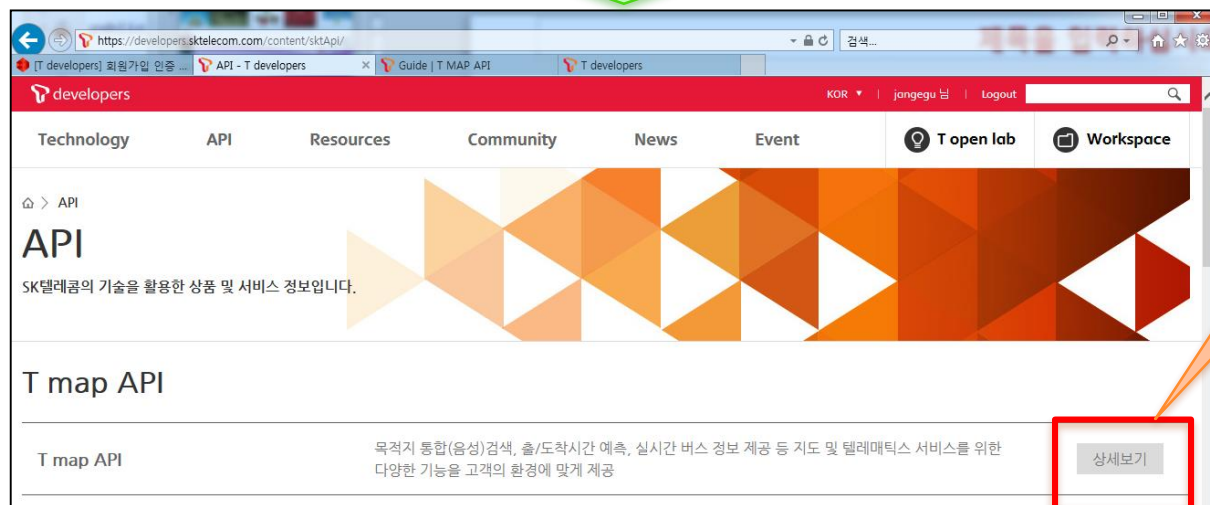 https://developers.sktelecom.com/content/sktApi/
검색...
[T developers] 회원가입 인증 ...
API - T developers
Guide | T MAP API
T developers
developers
KOR
jangegu 님
Logout
Technology
API
Resources
Community
News
Event
T open lab
Workspace
> API
API
SK텔레콤의 기술을 활용한 상품 및 서비스 정보입니다.
T map API
T map API
목적지 통합(음성)검색, 출/도착시간 예측, 실시간 버스 정보 제공 등 지도 및 텔레매틱스 서비스를 위한
다양한 기능을 고객의 환경에 맞게 제공
상세보기